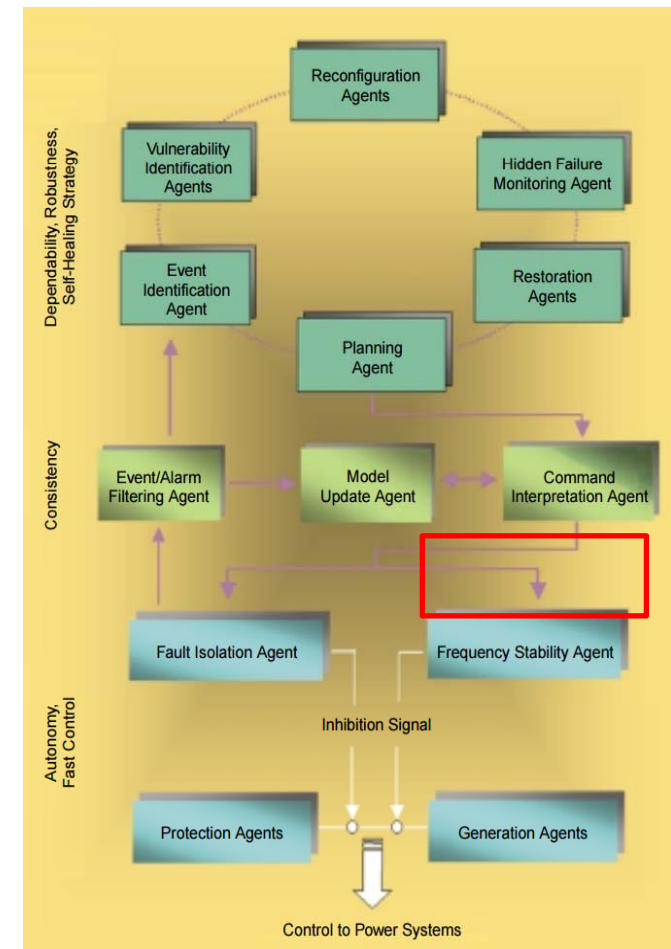 Reconfiguration
Agents
Vulnerability
Identification
Agents
Hidden Failure
Monitoring Agent
Event
Identification
Agent
Restoration
Agents
Planning
Agent
Dependability, Robustness,
Self-Healing Strategy
Event/Alarm
Filtering Agent
Model
Update Agent
Command
Interpretation Agent
Consistency
Fault Isolation Agent
Frequency Stability Agent
Inhibition Signal
Autonomy,
Fast Control
Protection Agents
Generation Agents
Control to Power Systems